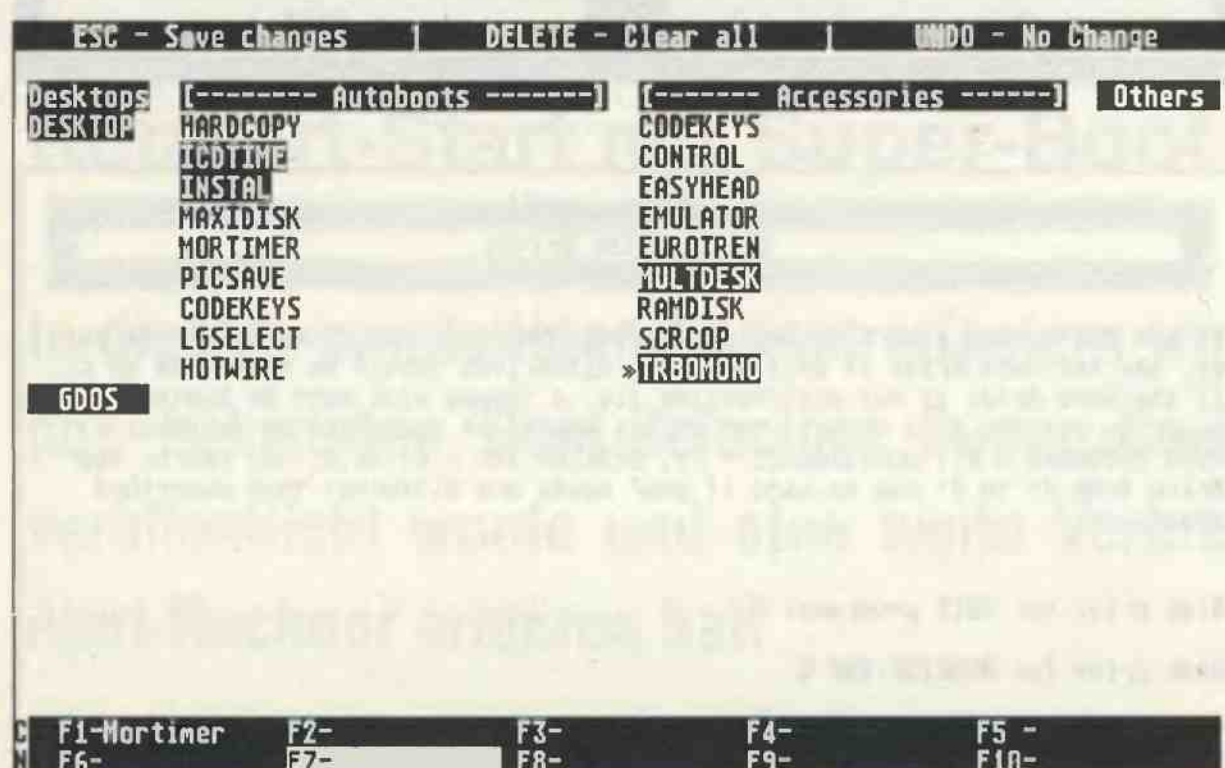 ESC - Save changes | DELETE - Clear all | UNDO - No Change
Desktops [-------- Autoboots -------] [------- Accessories ------] Others
DESKTOP HARDCOPY CODEKEYS
ICDTIME CONTROL
INSTAL EASYHEAD
MAXIDISK EMULATOR
MORTIMER EUROTREN
PICSAVE MULTDESK
CODEKEYS RAMDISK
LGSELECT SCRCOP
HOTWIRE »TRBOMONO
GDOS
F1-Mortimer F2- F3- F4- F5 -
F6- F7- F8- F9- F10-